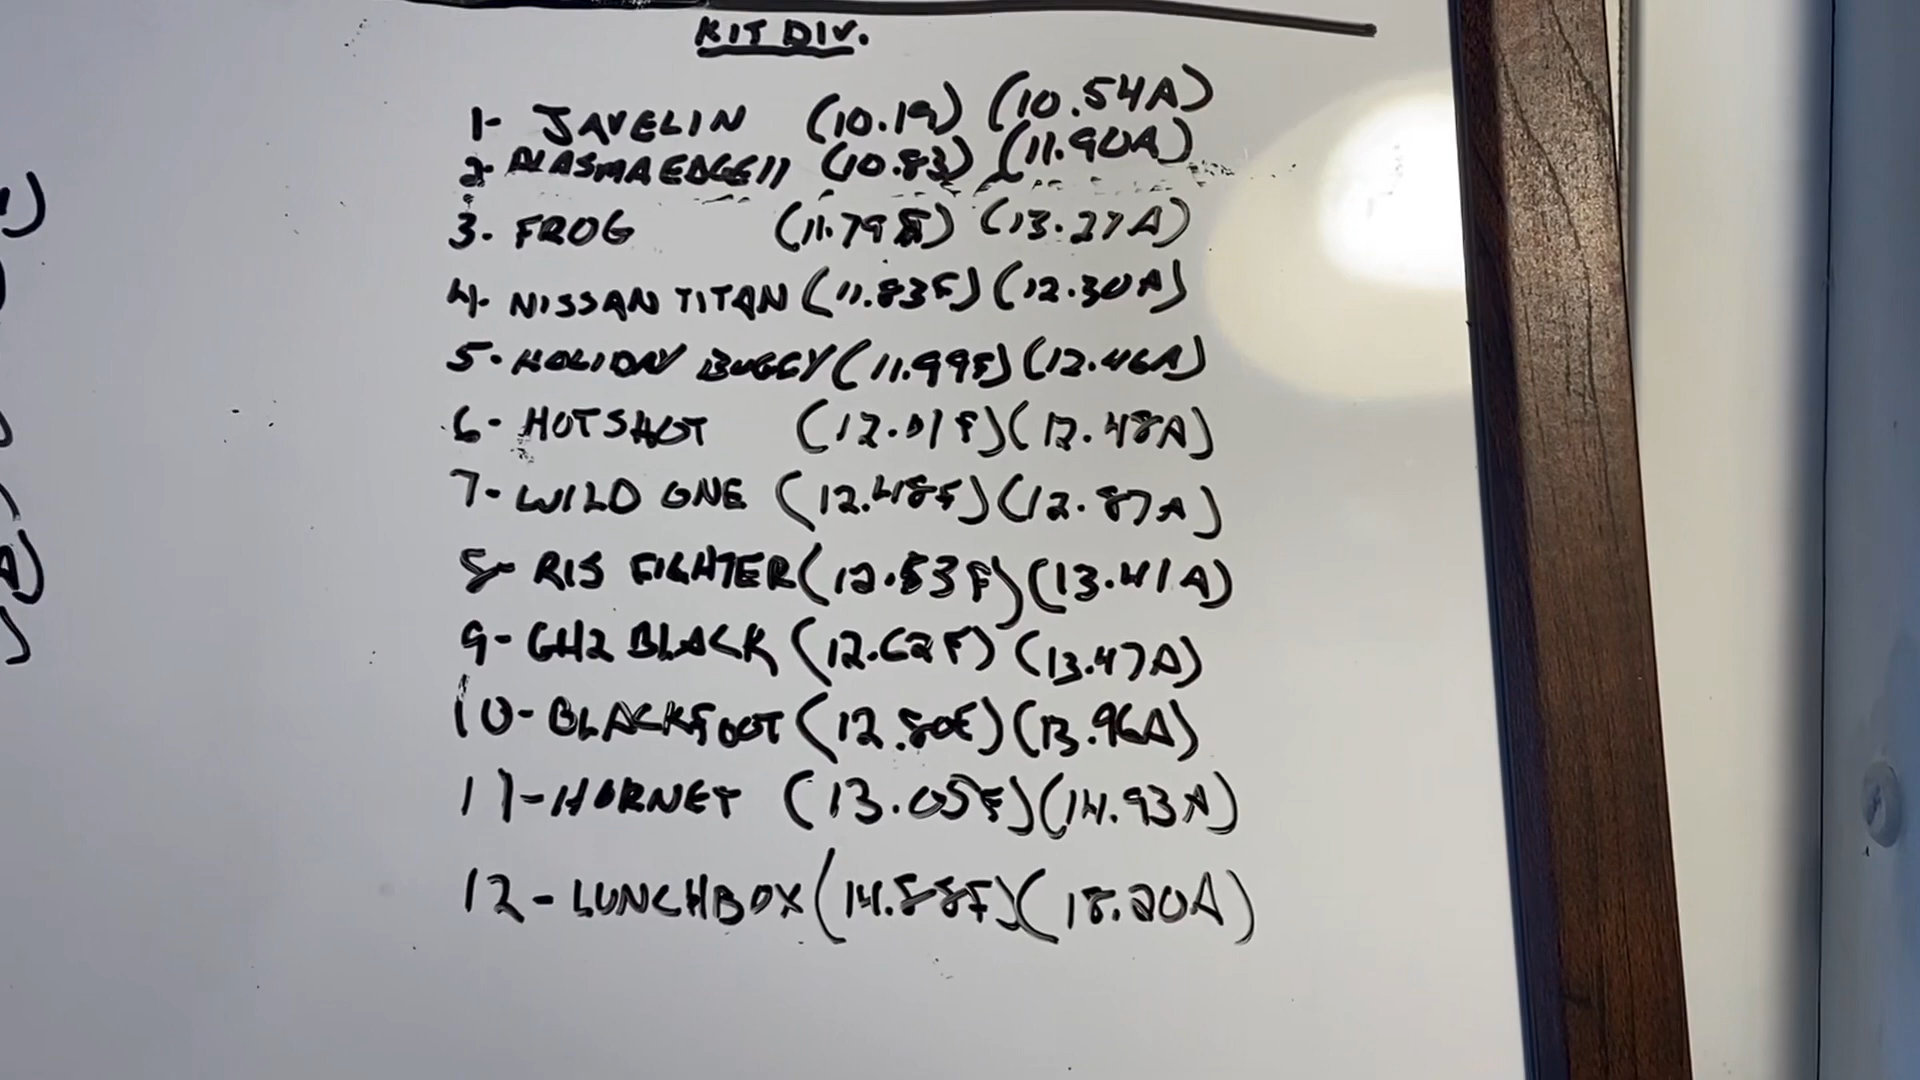 KIT DIV.
1- JAVELIN (10.19) (10.54A)
2- PLASMA EDGE II (10.83) (11.90A)
3- FROG (11.79F) (13.27A)
4- NISSAN TITAN (11.83F) (12.30A)
5- HOLIDAY BUGGY (11.99F) (12.46A)
6- HOTSHOT (12.01F) (12.48A)
7- WILD ONE (12.48F) (12.87A)
8- RIS FIGHTER (12.53F) (13.41A)
9- GH2 BLACK (12.62F) (13.47A)
10- BLACKFOOT (12.80F) (13.96A)
11- HORNET (13.05F) (14.93A)
12- LUNCHBOX (14.88F) (18.20A)